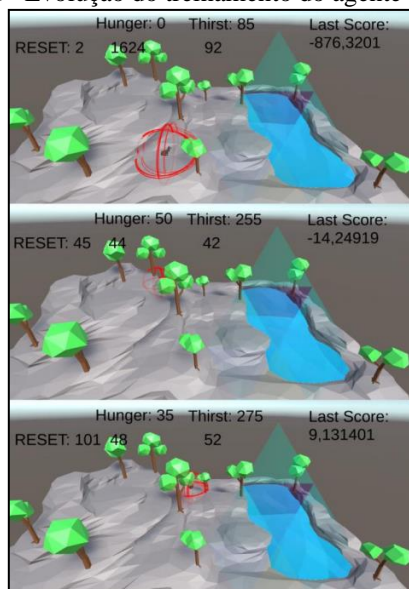 Evolução do treinamento do agente
Hunger: 0 Thirst: 85 Last Score:
RESET: 2 1624 92 -876,3201
Hunger: 50 Thirst: 255 Last Score:
RESET: 45 44 42 -14,24919
Hunger: 35 Thirst: 275 Last Score:
RESET: 101 48 52 9,131401